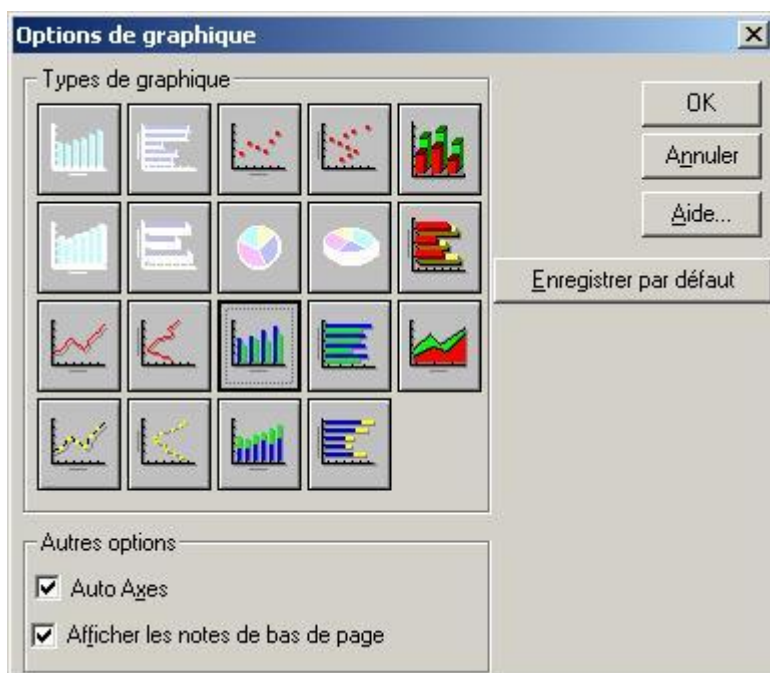 Options de graphique
Types de graphique
OK
Annuler
Aide...
Enregistrer par défaut
Autres options
Auto Axes
Afficher les notes de bas de page